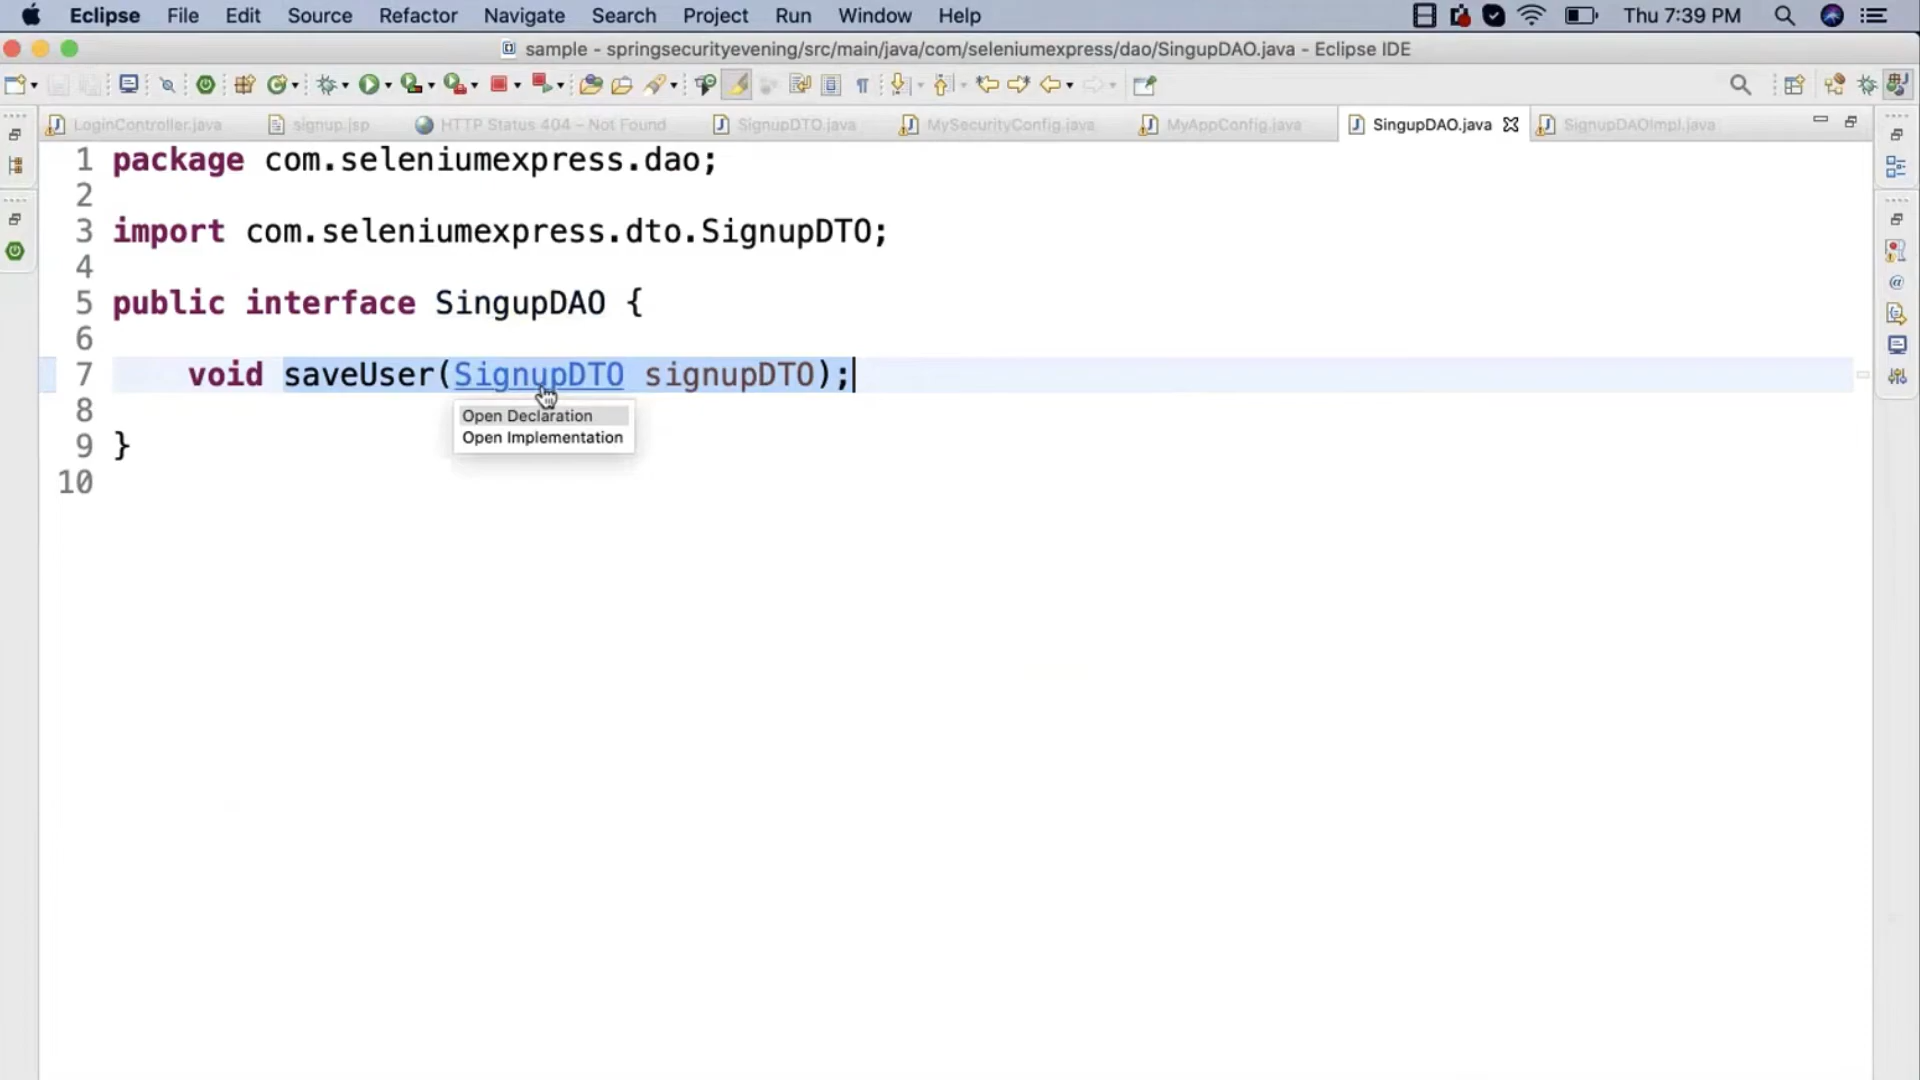 Eclipse File Edit Source Refactor Navigate Search Project Run Window Help Thu 7:39 PM
sample - springsecurityevening/src/main/java/com/seleniumexpress/dao/SingupDAO.java - Eclipse IDE
LoginController.java signup.jsp HTTP Status 404 – Not Found SignupDTO.java MySecurityConfig.java MyAppConfig.java SingupDAO.java SignupDAOImpl.java
1 package com.seleniumexpress.dao;
2
3 import com.seleniumexpress.dto.SignupDTO;
4
5 public interface SingupDAO {
6
7 void saveUser(SignupDTO signupDTO);
Open Declaration
8
Open Implementation
9 }
10